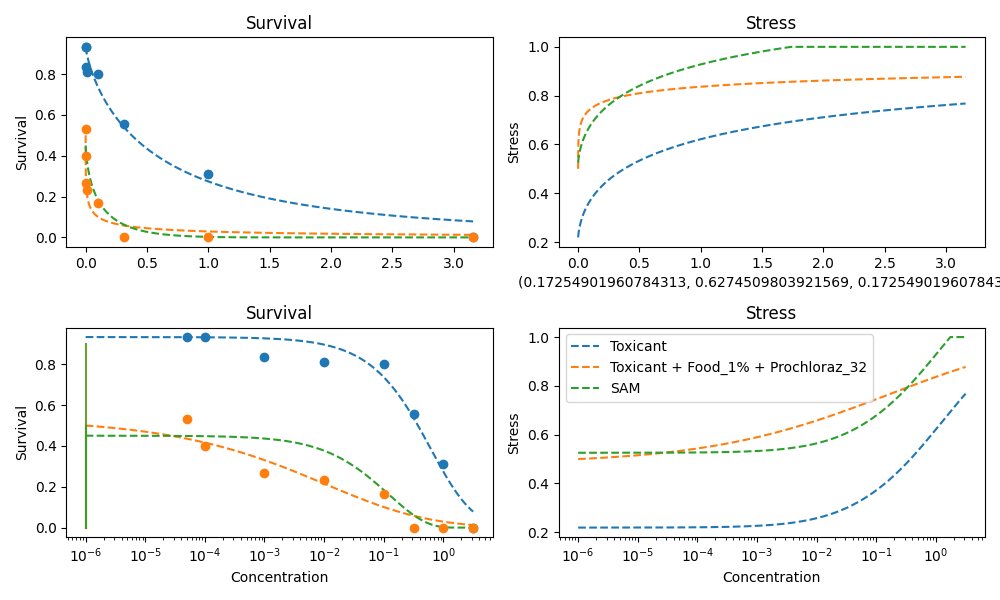 Survival
Stress
Survival
0.8
0.6
0.4
0.2
0.0
0.0 0.5 1.0 1.5 2.0 2.5 3.0
Stress
1.0
0.8
0.6
0.4
0.2
0.0 0.5 1.0 1.5 2.0 2.5 3.0
(0.17254901960784313, 0.6274509803921569, 0.172549019607843
Survival
Stress
Survival
0.8
0.6
0.4
0.2
0.0
10⁻⁶ 10⁻⁵ 10⁻⁴ 10⁻³ 10⁻² 10⁻¹ 10⁰
Concentration
Stress
1.0
0.8
0.6
0.4
0.2
Toxicant
Toxicant + Food_1% + Prochloraz_32
SAM
10⁻⁶ 10⁻⁵ 10⁻⁴ 10⁻³ 10⁻² 10⁻¹ 10⁰
Concentration